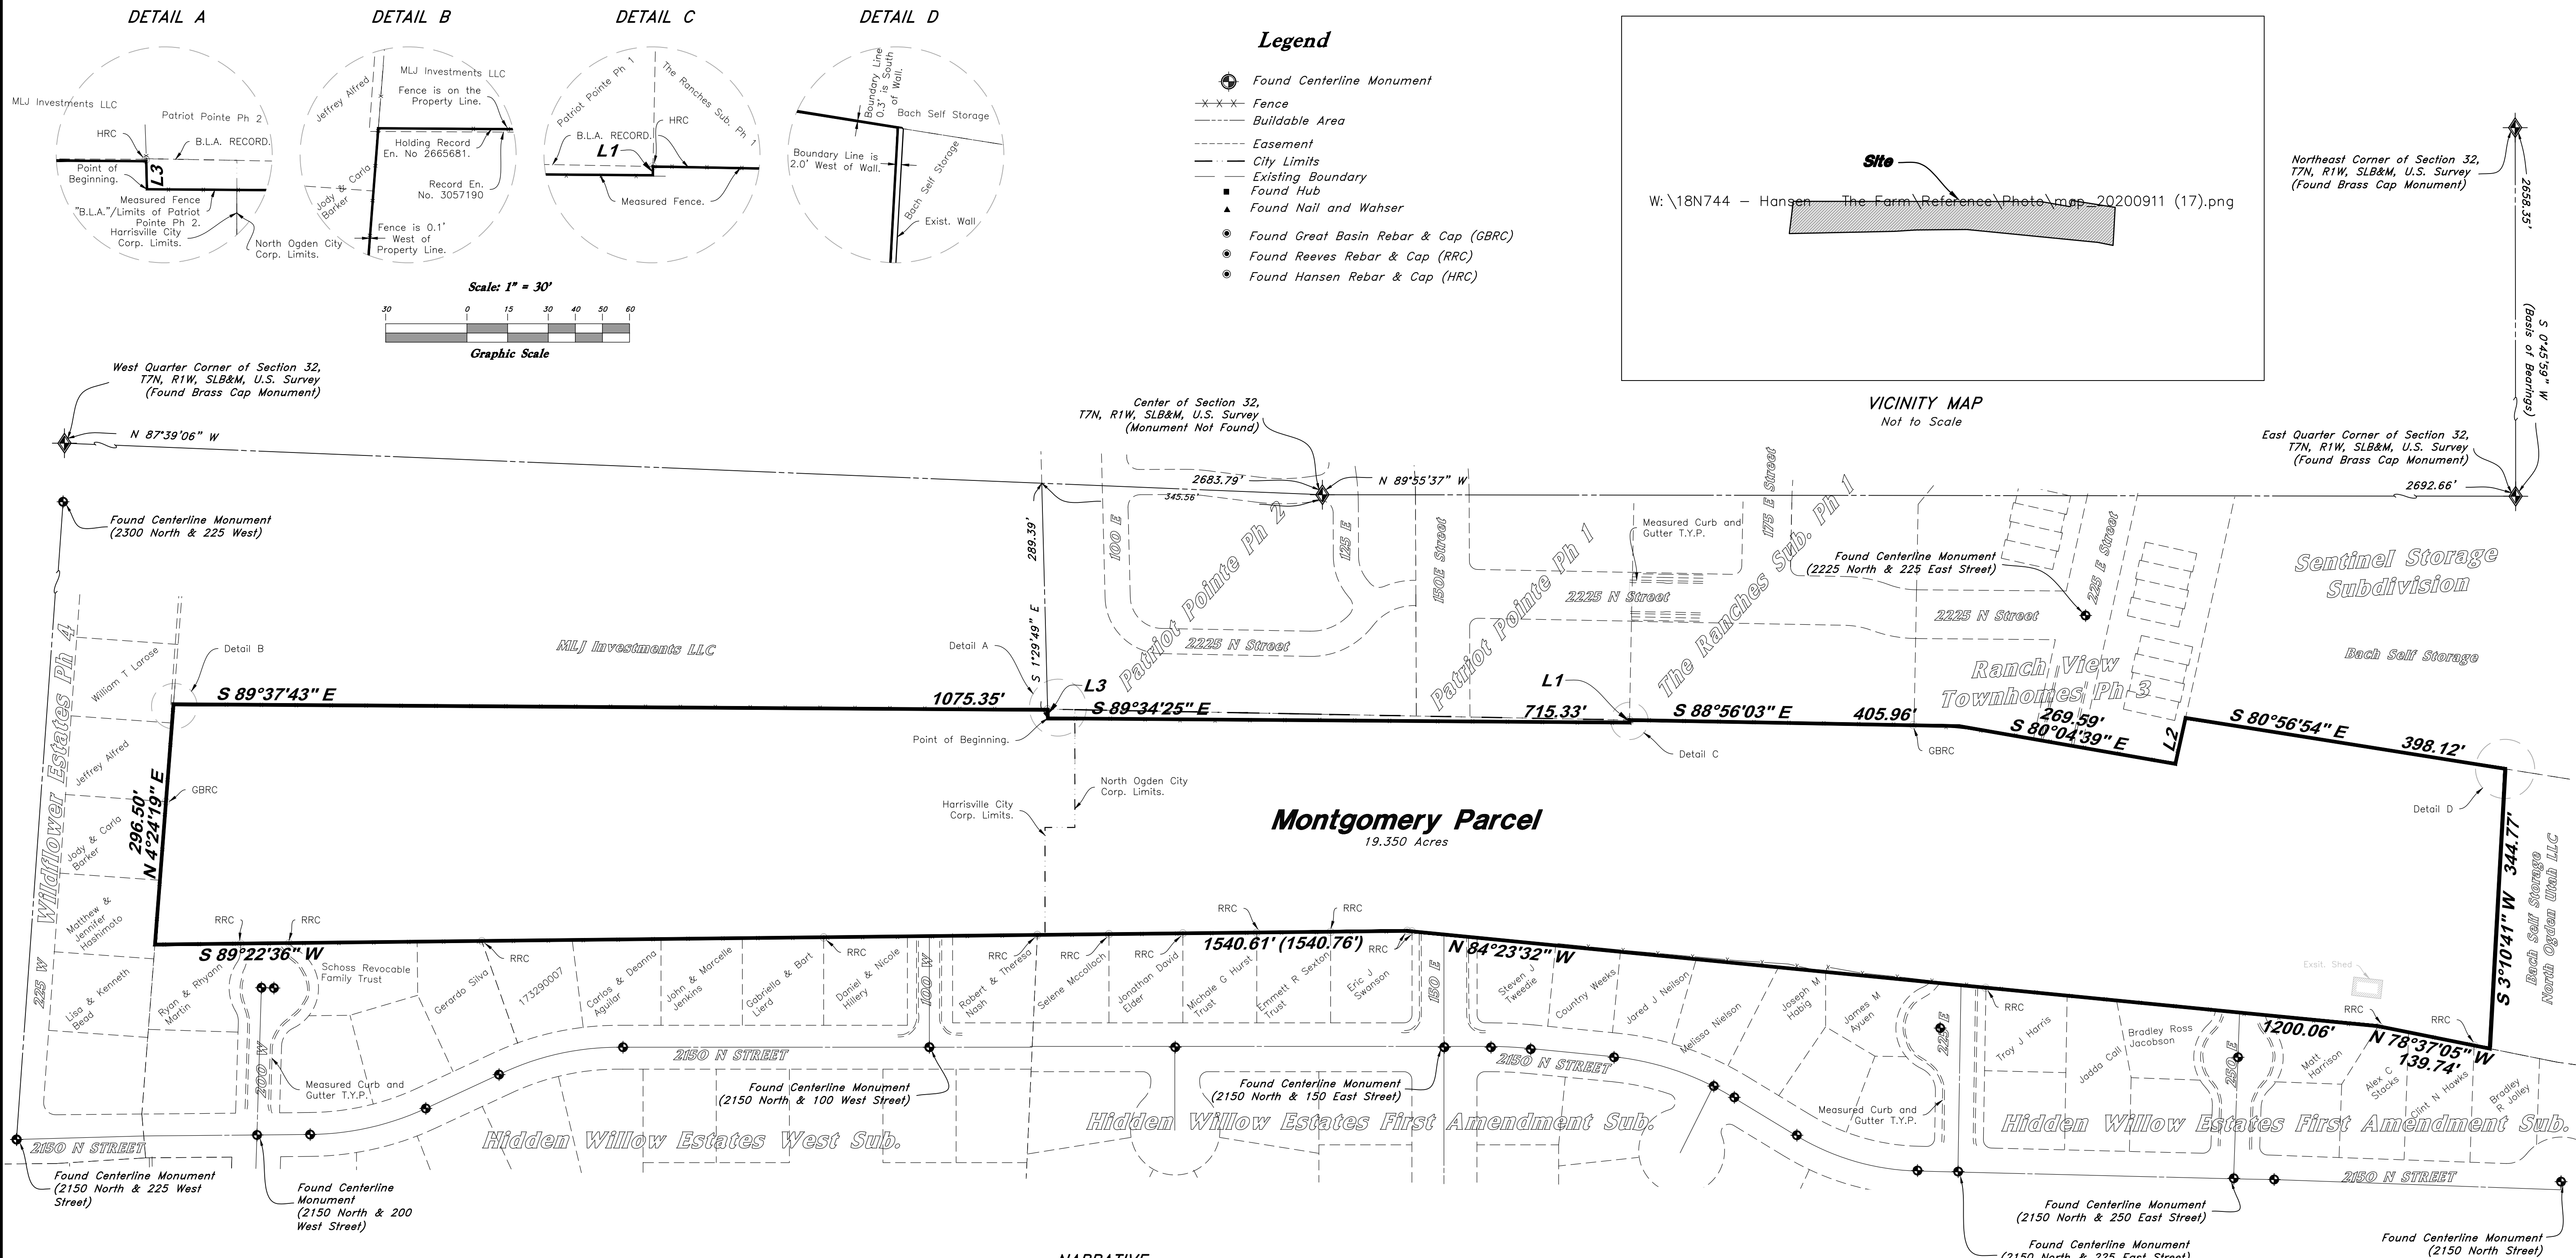 DETAIL A
MLJ Investments LLC
Patriot Pointe Ph 2
HRC
B.L.A. RECORD.
Point of
Beginning.
L3
Measured Fence
"B.L.A."/Limits of Patriot
Pointe Ph 2.
Harrisville City
Corp. Limits.
North Ogden City
Corp. Limits.
DETAIL B
Jeffrey Alfred
MLJ Investments LLC
Fence is on the
Property Line.
Holding Record
En. No 2665681.
Record En.
No. 3057190
Jody & Carla
Barker
Fence is 0.1'
West of
Property Line.
DETAIL C
Patriot Pointe Ph 1
The Ranches Sub. Ph 1
HRC
B.L.A. RECORD.
L1
Measured Fence.
DETAIL D
Boundary Line
0.3' is South
of Wall.
Bach Self Storage
Boundary Line is
2.0' West of Wall.
Bach Self Storage
Exist. Wall
Scale: 1" = 30'
30 0 15 30 40 50 60
Graphic Scale
Legend
Found Centerline Monument
X X X Fence
Buildable Area
Easement
City Limits
Existing Boundary
Found Hub
Found Nail and Wahser
Found Great Basin Rebar & Cap (GBRC)
Found Reeves Rebar & Cap (RRC)
Found Hansen Rebar & Cap (HRC)
Site
W:\18N744 - Hansen - The Farm\Reference\Photo\map_20200911 (17).png
VICINITY MAP
Not to Scale
Northeast Corner of Section 32,
T7N, R1W, SLB&M, U.S. Survey
(Found Brass Cap Monument)
2658.35'
S 0°45'59" W
(Basis of Bearings)
East Quarter Corner of Section 32,
T7N, R1W, SLB&M, U.S. Survey
(Found Brass Cap Monument)
2692.66'
West Quarter Corner of Section 32,
T7N, R1W, SLB&M, U.S. Survey
(Found Brass Cap Monument)
N 87°39'06" W
Center of Section 32,
T7N, R1W, SLB&M, U.S. Survey
(Monument Not Found)
2683.79'
345.56'
N 89°55'37" W
Found Centerline Monument
(2300 North & 225 West)
289.39'
S 1°29'49" E
100 E
Patriot Pointe Ph 2
125 E
150E Street
2225 N Street
Patriot Pointe Ph 1
Measured Curb and
Gutter T.Y.P.
2225 N Street
175 E Street
The Ranches Sub. Ph 1
Found Centerline Monument
(2225 North & 225 East Street)
2225 N Street
225 E Street
Ranch View
Townhomes Ph 3
Sentinel Storage
Subdivision
Bach Self Storage
Wildflower Estates Ph 4
225 W
William T Larose
Jeffrey Alfred
Jody & Carla
Barker
Matthew &
Jennifer
Hashimoto
Lisa & Kenneth
Bead
Detail B
MLJ Investments LLC
Detail A
L3
S 89°37'43" E
1075.35'
S 89°34'25" E
715.33'
L1
S 88°56'03" E
405.96'
269.59'
S 80°04'39" E
L2
S 80°56'54" E
398.12'
Point of Beginning.
Detail C
GBRC
Detail D
GBRC
296.50'
N 4°24'19" E
Harrisville City
Corp. Limits.
North Ogden City
Corp. Limits.
Montgomery Parcel
19.350 Acres
S 3°10'41" W 344.77'
Bach Self Storage
North Ogden Utah LLC
Exsit. Shed
RRC
RRC
S 89°22'36" W
RRC
RRC
RRC
RRC
RRC
RRC
RRC
1540.61' (1540.76')
RRC
N 84°23'32" W
RRC
1200.06'
RRC
RRC
N 78°37'05" W
139.74'
Ryan & Rhyann
Martin
Schoss Revocable
Family Trust
Gerardo Silva
173290007
Carlos & Deanna
Aguilar
John & Marcelle
Jenkins
Gabriella & Bart
Lierd
Daniel & Nicole
Hillery
100 W
Robert & Theresa
Nash
Selene Mccolloch
Jonathan David
Elder
Michale G Hurst
Trust
Emmett R Sexton
Trust
Eric J
Swanson
150 E
Steven J
Tweedie
Country Weeks
Jared J Neilson
Melissa Nielson
Joseph M
Habig
James M
Ayuen
225 E
Troy J Harris
Jadda Call
Bradley Ross
Jacobson
250 E
Matt
Harrison
Alex C
Stacks
Clint N Hawks
Bradley
R Jolley
200 W
Measured Curb and
Gutter T.Y.P.
2150 N STREET
Found Centerline Monument
(2150 North & 100 West Street)
Found Centerline Monument
(2150 North & 150 East Street)
2150 N STREET
Measured Curb and
Gutter T.Y.P.
Hidden Willow Estates West Sub.
Hidden Willow Estates First Amendment Sub.
Hidden Willow Estates First Amendment Sub.
2150 N STREET
2150 N STREET
Found Centerline Monument
(2150 North & 225 West
Street)
Found Centerline
Monument
(2150 North & 200
West Street)
Found Centerline Monument
(2150 North & 250 East Street)
Found Centerline Monument
(2150 North & 225 East Street)
Found Centerline Monument
(2150 North)
NARRATIVE